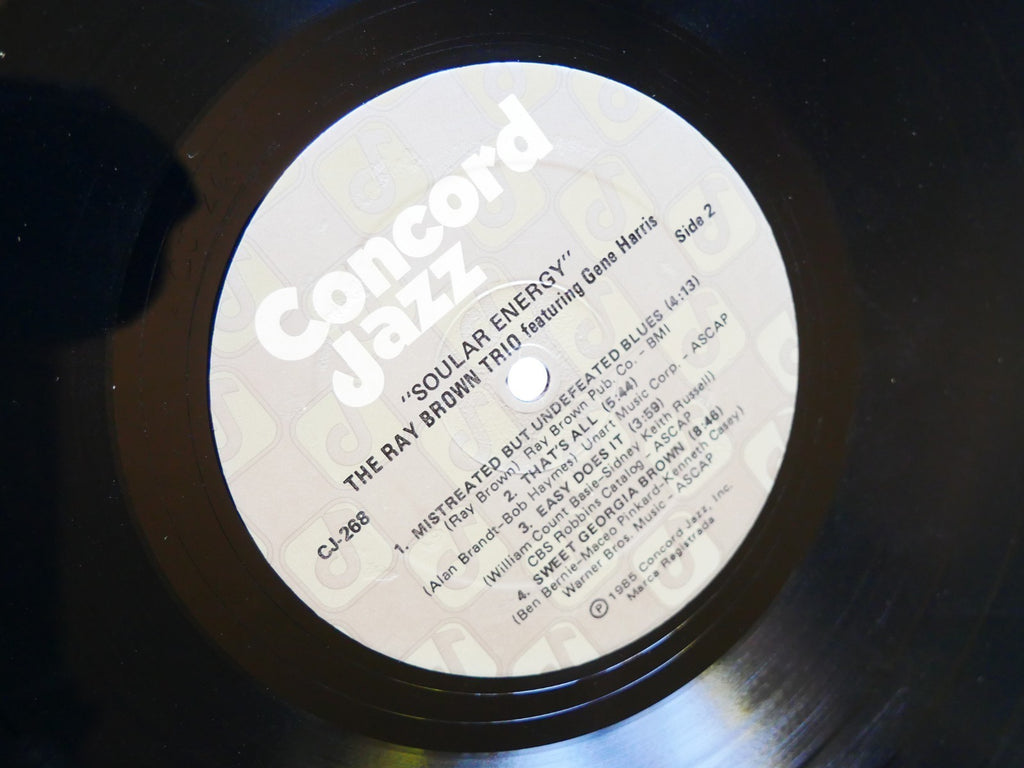 Concord
Jazz
"SOULAR ENERGY"
THE RAY BROWN TRIO featuring Gene Harris
CJ-268
Side 2
1. MISTREATED BUT UNDEFEATED BLUES (4:13)
(Ray Brown) Ray Brown Pub. Co. - BMI
2. THAT'S ALL (5:44)
(Alan Brandt-Bob Haymes) Unart Music Corp. - ASCAP
3. EASY DOES IT (3:59)
(William Count Basie-Sidney Keith Russell)
CBS Robbins Catalog - ASCAP
4. SWEET GEORGIA BROWN (8:46)
(Ben Bernie-Maceo Pinkard-Kenneth Casey)
Warner Bros. Music - ASCAP
℗ 1985 Concord Jazz, Inc.
Marca Registrada